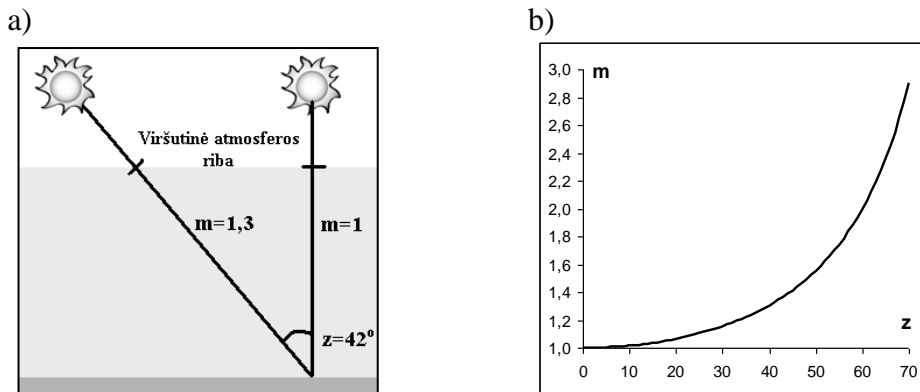 a)
Viršutinė atmosferos
riba
m=1,3
m=1
z=42°
b)
m
3,0
2,8
2,6
2,4
2,2
2,0
1,8
1,6
1,4
1,2
1,0
z
0 10 20 30 40 50 60 70